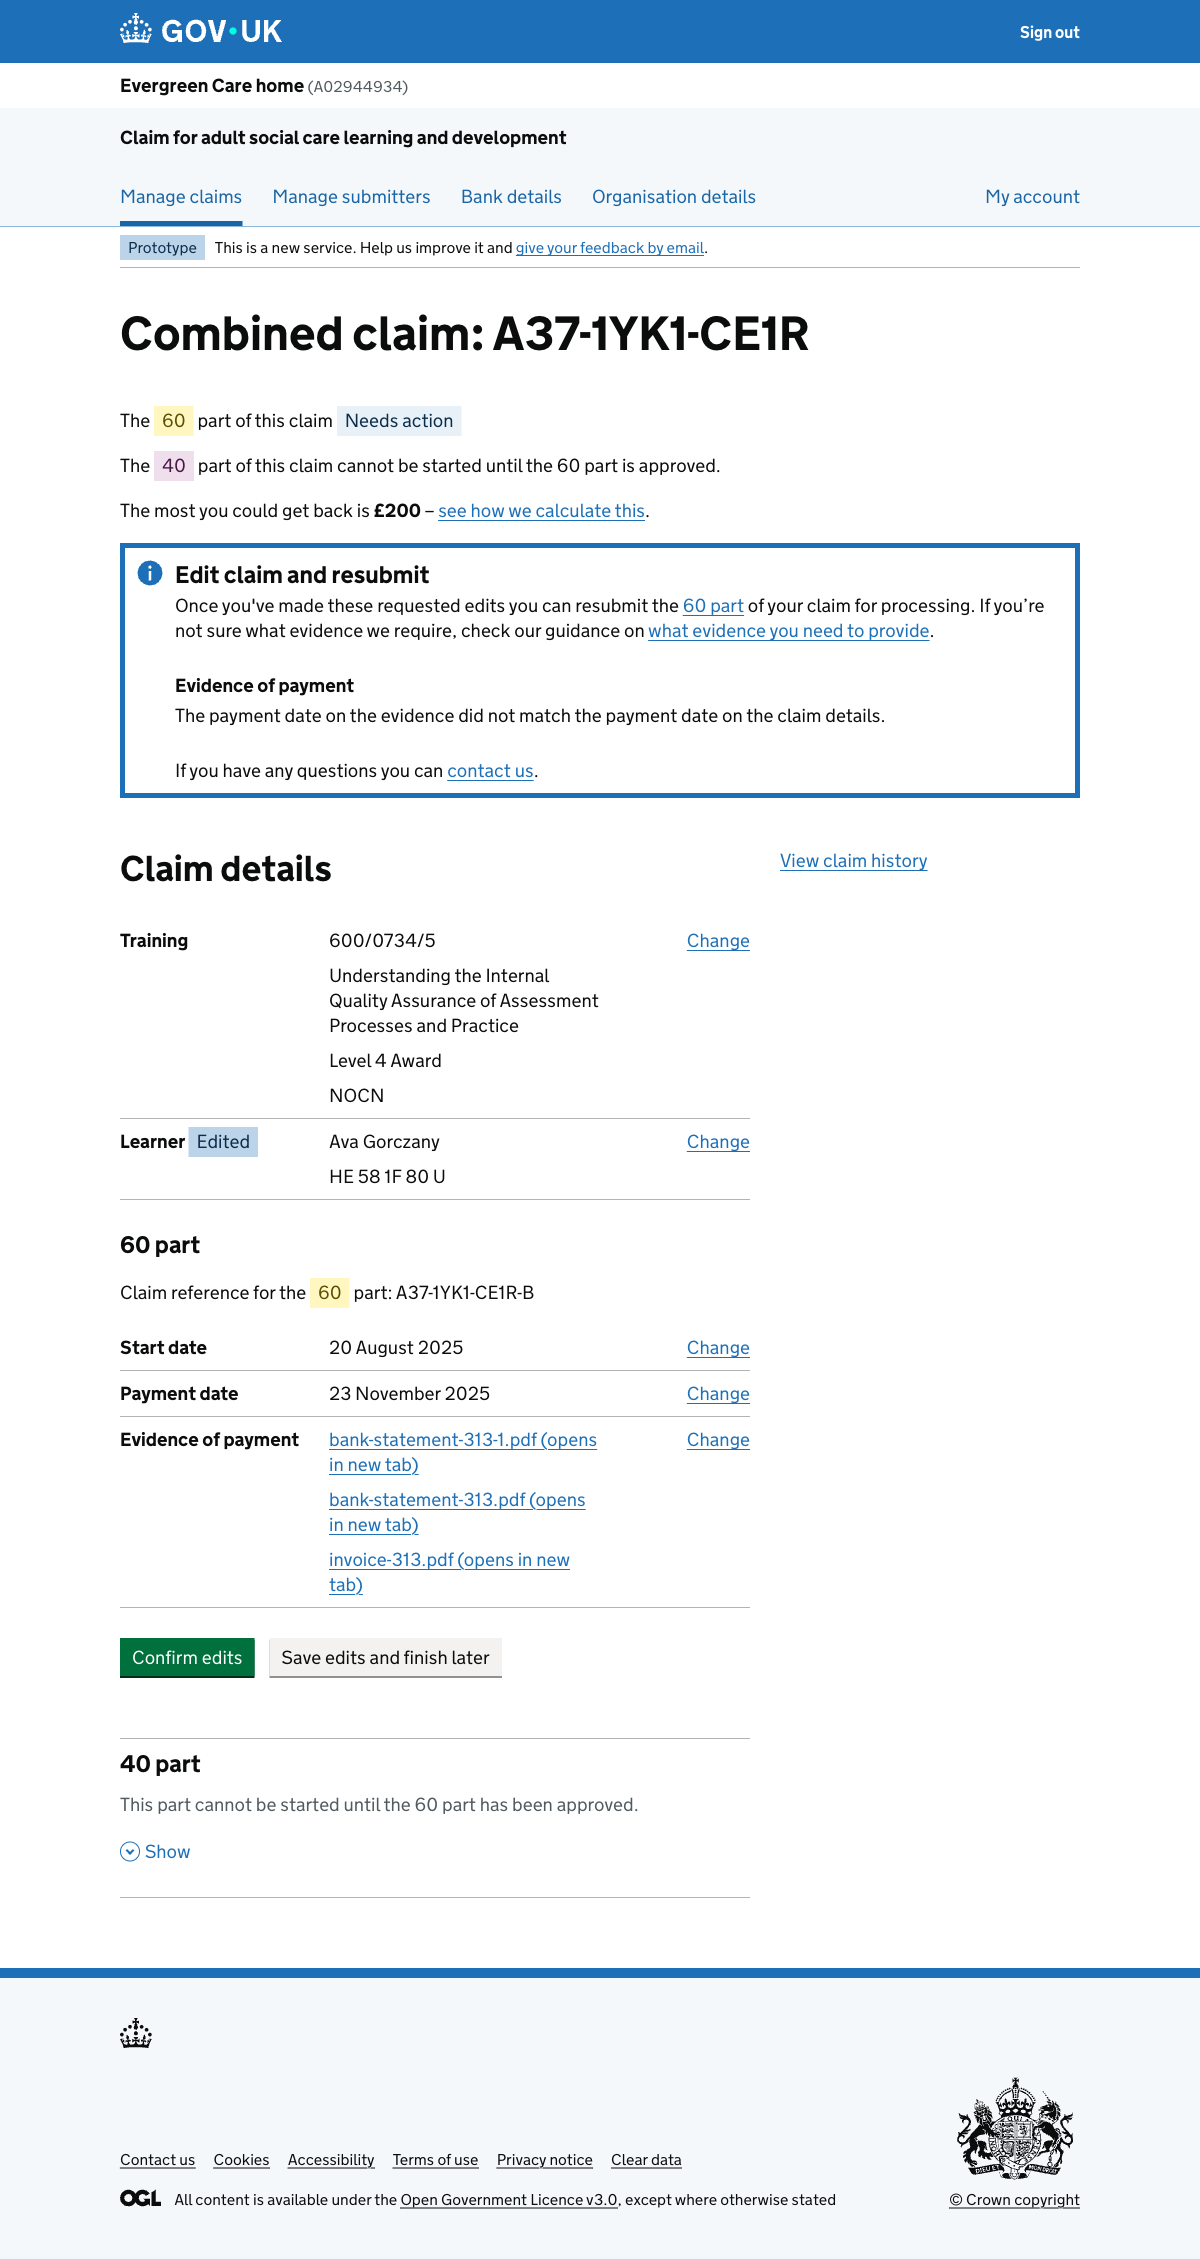 GOV·UK
Sign out
Evergreen Care home (A02944934)
Claim for adult social care learning and development
Manage claims Manage submitters Bank details Organisation details My account
Prototype This is a new service. Help us improve it and give your feedback by email.
Combined claim: A37-1YK1-CE1R
The 60 part of this claim Needs action
The 40 part of this claim cannot be started until the 60 part is approved.
The most you could get back is £200 – see how we calculate this.
Edit claim and resubmit
Once you've made these requested edits you can resubmit the 60 part of your claim for processing. If you’re
not sure what evidence we require, check our guidance on what evidence you need to provide.
Evidence of payment
The payment date on the evidence did not match the payment date on the claim details.
If you have any questions you can contact us.
Claim details
View claim history
Training 600/0734/5 Change
Understanding the Internal
Quality Assurance of Assessment
Processes and Practice
Level 4 Award
NOCN
Learner Edited Ava Gorczany Change
HE 58 1F 80 U
60 part
Claim reference for the 60 part: A37-1YK1-CE1R-B
Start date 20 August 2025 Change
Payment date 23 November 2025 Change
Evidence of payment bank-statement-313-1.pdf (opens Change
in new tab)
bank-statement-313.pdf (opens
in new tab)
invoice-313.pdf (opens in new
tab)
Confirm edits Save edits and finish later
40 part
This part cannot be started until the 60 part has been approved.
Show
Contact us Cookies Accessibility Terms of use Privacy notice Clear data
OGL All content is available under the Open Government Licence v3.0, except where otherwise stated
© Crown copyright